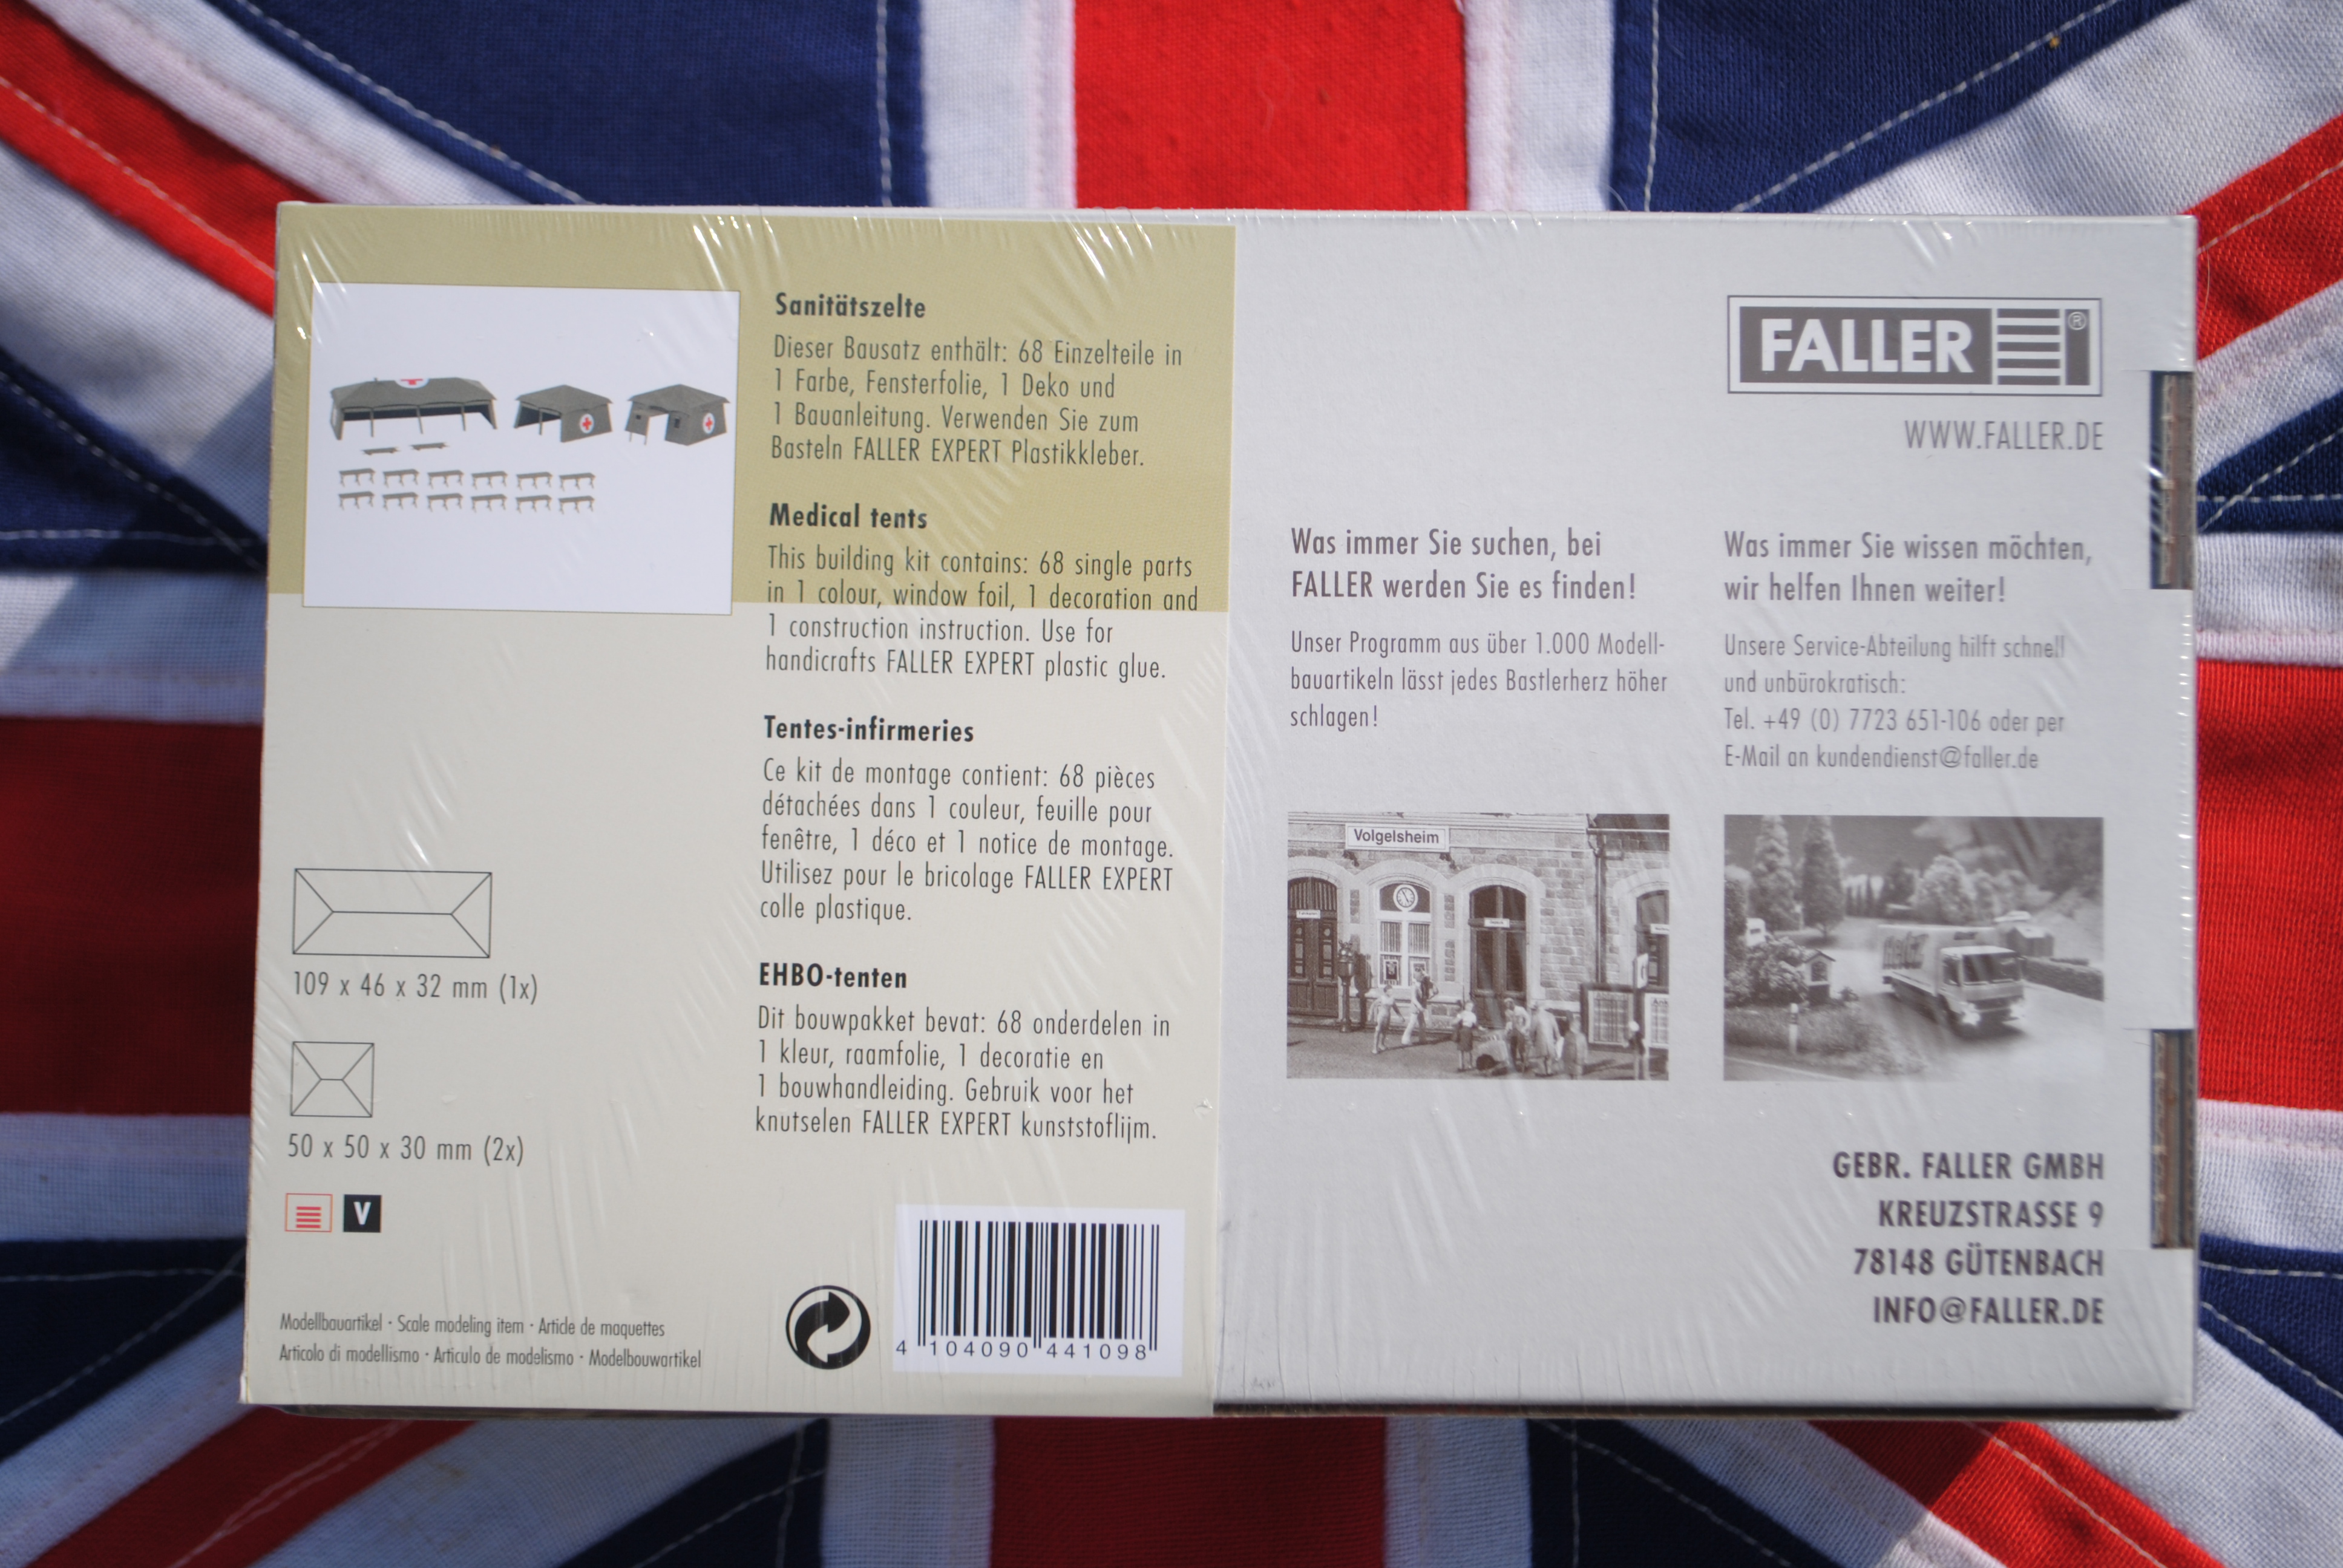 Sanitätszelte
Dieser Bausatz enthält: 68 Einzelteile in
1 Farbe, Fensterfolie, 1 Deko und
1 Bauanleitung. Verwenden Sie zum
Basteln FALLER EXPERT Plastikkleber.
Medical tents
This building kit contains: 68 single parts
in 1 colour, window foil, 1 decoration and
1 construction instruction. Use for
handicrafts FALLER EXPERT plastic glue.
Tentes-infirmeries
Ce kit de montage contient: 68 pièces
détachées dans 1 couleur, feuille pour
fenêtre, 1 déco et 1 notice de montage.
Utilisez pour le bricolage FALLER EXPERT
colle plastique.
EHBO-tenten
Dit bouwpakket bevat: 68 onderdelen in
1 kleur, raamfolie, 1 decoratie en
1 bouwhandleiding. Gebruik voor het
knutselen FALLER EXPERT kunststoflijm.
109 x 46 x 32 mm (1x)
50 x 50 x 30 mm (2x)
V
Modellbauartikel · Scale modeling item · Article de maquettes
Articolo di modellismo · Articulo de modelismo · Modelbouwartikel
4 104090 441098
FALLER ®
WWW.FALLER.DE
Was immer Sie suchen, bei
FALLER werden Sie es finden!
Unser Programm aus über 1.000 Modell-
bauartikeln lässt jedes Bastlerherz höher
schlagen!
Was immer Sie wissen möchten,
wir helfen Ihnen weiter!
Unsere Service-Abteilung hilft schnell
und unbürokratisch:
Tel. +49 (0) 7723 651-106 oder per
E-Mail an kundendienst@faller.de
Volgelsheim
GEBR. FALLER GMBH
KREUZSTRASSE 9
78148 GÜTENBACH
INFO@FALLER.DE